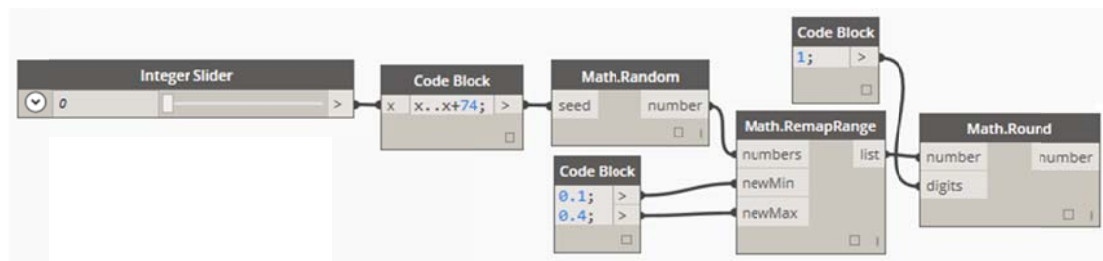 Integer Slider
0
>
Code Block
x
x..x+74;
>
Math.Random
seed
number
Code Block
0.1;
>
0.4;
>
Code Block
1;
>
Math.RemapRange
numbers
list
newMin
newMax
Math.Round
number
number
digits